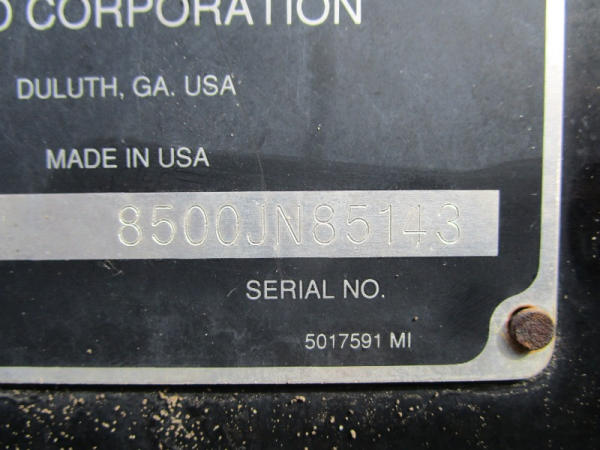 CORPORATION
DULUTH, GA. USA
MADE IN USA
8500JN85143
SERIAL NO.
5017591 MI